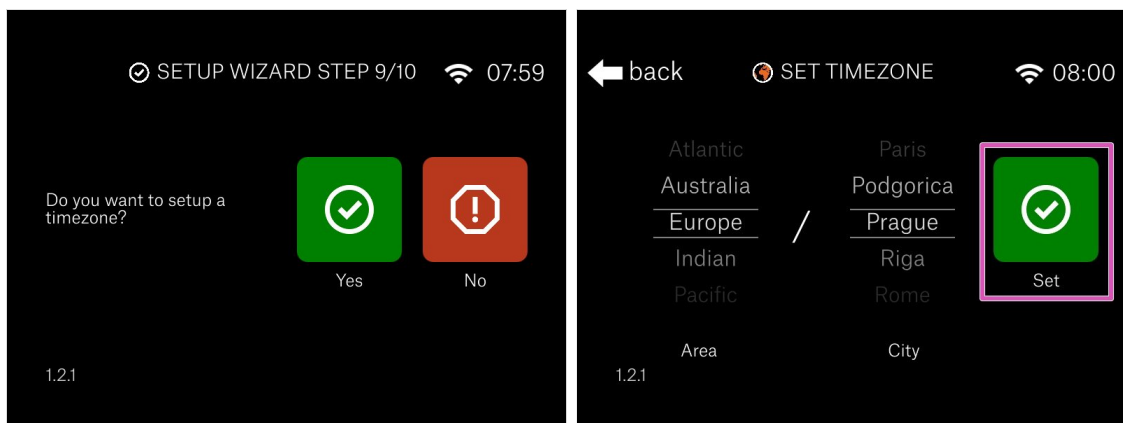 SETUP WIZARD STEP 9/10 07:59
Do you want to setup a
timezone?
Yes
No
1.2.1
back SET TIMEZONE 08:00
Atlantic
Australia
Europe
Indian
Pacific
Area
/
Paris
Podgorica
Prague
Riga
Rome
City
Set
1.2.1